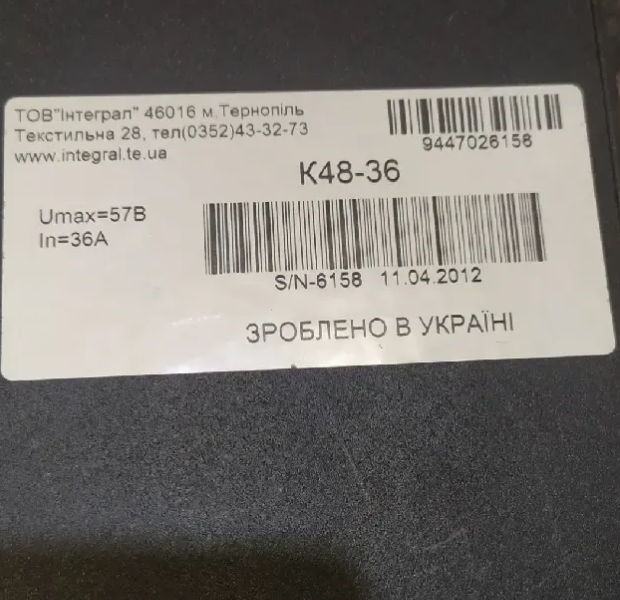 ТОВ"Інтеграл" 46016 м.Тернопіль
Текстильна 28, тел(0352)43-32-73
www.integral.te.ua
9447026158
К48-36
Umax=57В
In=36А
S/N-6158 11.04.2012
ЗРОБЛЕНО В УКРАЇНІ